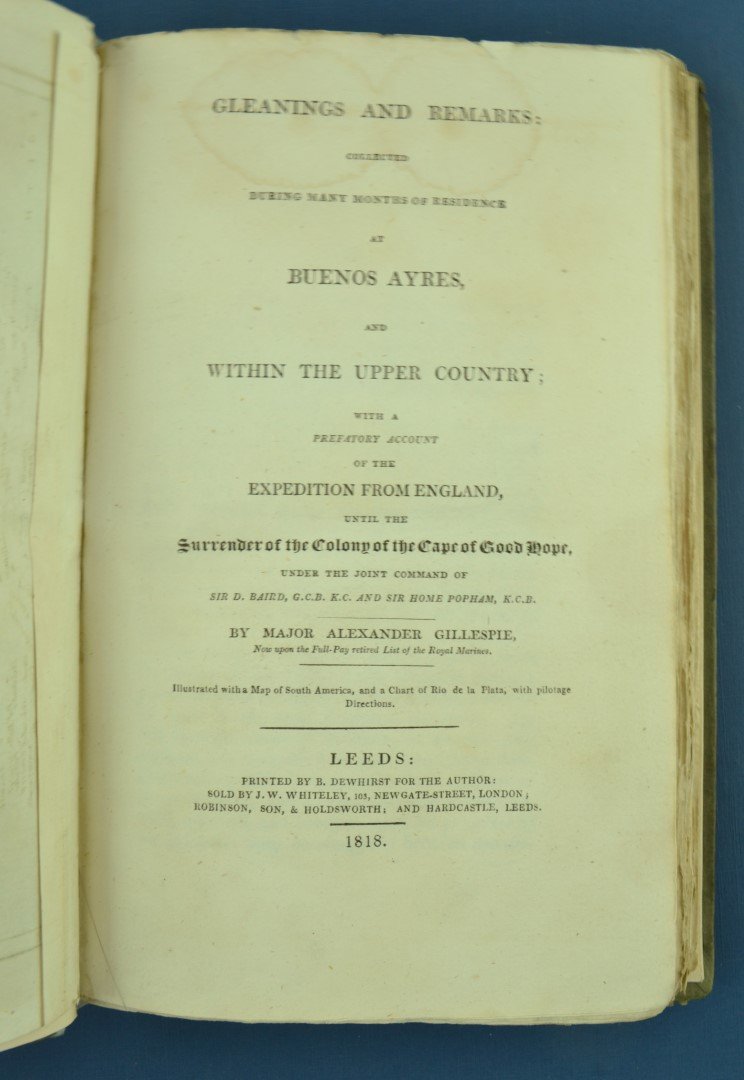 GLEANINGS AND REMARKS:
COLLECTED
DURING MANY MONTHS OF RESIDENCE
AT
BUENOS AYRES,
AND
WITHIN THE UPPER COUNTRY;
WITH A
PREFATORY ACCOUNT
OF THE
EXPEDITION FROM ENGLAND,
UNTIL THE
Surrender of the Colony of the Cape of Good Hope,
UNDER THE JOINT COMMAND OF
SIR D. BAIRD, G.C.B. K.C. AND SIR HOME POPHAM, K.C.B.
BY MAJOR ALEXANDER GILLESPIE,
Now upon the Full-Pay retired List of the Royal Marines.
Illustrated with a Map of South America, and a Chart of Rio de la Plata, with pilotage
Directions.
LEEDS:
PRINTED BY B. DEWHIRST FOR THE AUTHOR:
SOLD BY J. W. WHITELEY, 103, NEWGATE-STREET, LONDON;
ROBINSON, SON, & HOLDSWORTH; AND HARDCASTLE, LEEDS.
1818.